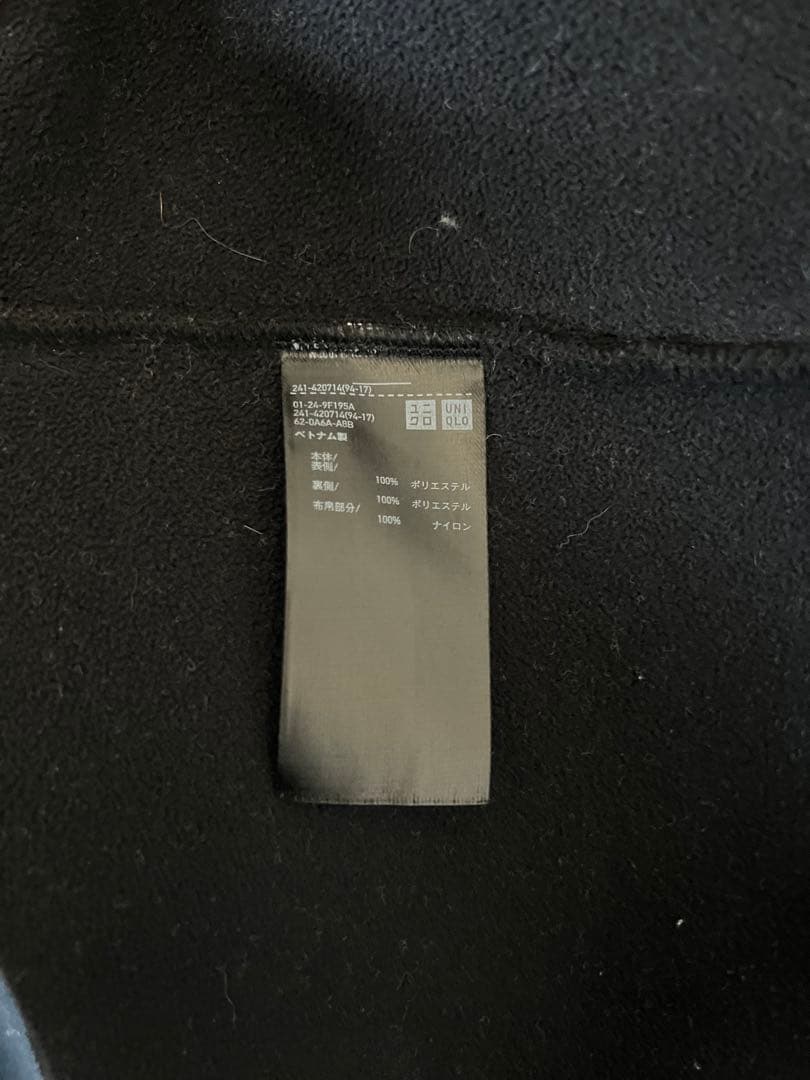 241-420714(94-17)
01-24-9F195A
241-420714(94-17)
62-0A6A-A8B
ベトナム製
ユニ
クロ
UNI
QLO
本体/
表側/
100% ポリエステル
裏側/
100% ポリエステル
布帛部分/
100% ナイロン